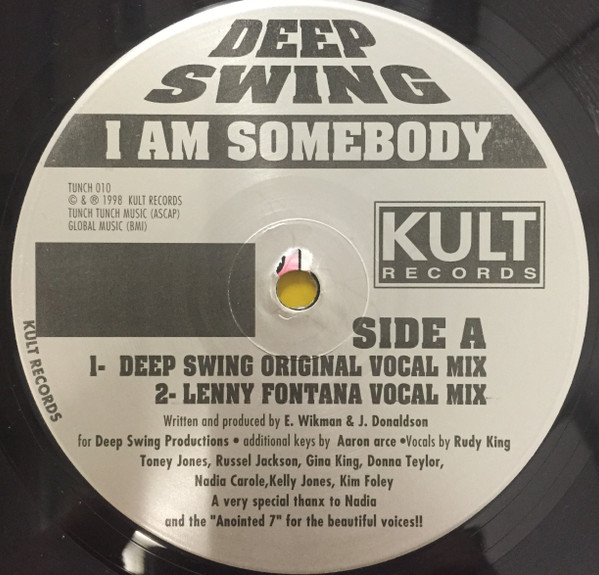 DEEP
SWING
I AM SOMEBODY
TUNCH 010
© & ℗ 1998 KULT RECORDS
TUNCH TUNCH MUSIC (ASCAP)
GLOBAL MUSIC (BMI)
KULT
RECORDS
KULT RECORDS
SIDE A
1- DEEP SWING ORIGINAL VOCAL MIX
2- LENNY FONTANA VOCAL MIX
Written and produced by E. Wikman & J. Donaldson
for Deep Swing Productions • additional keys by Aaron arce •Vocals by Rudy King
Toney Jones, Russel Jackson, Gina King, Donna Teylor,
Nadia Carole,Kelly Jones, Kim Foley
A very special thanx to Nadia
and the "Anointed 7" for the beautiful voices!!